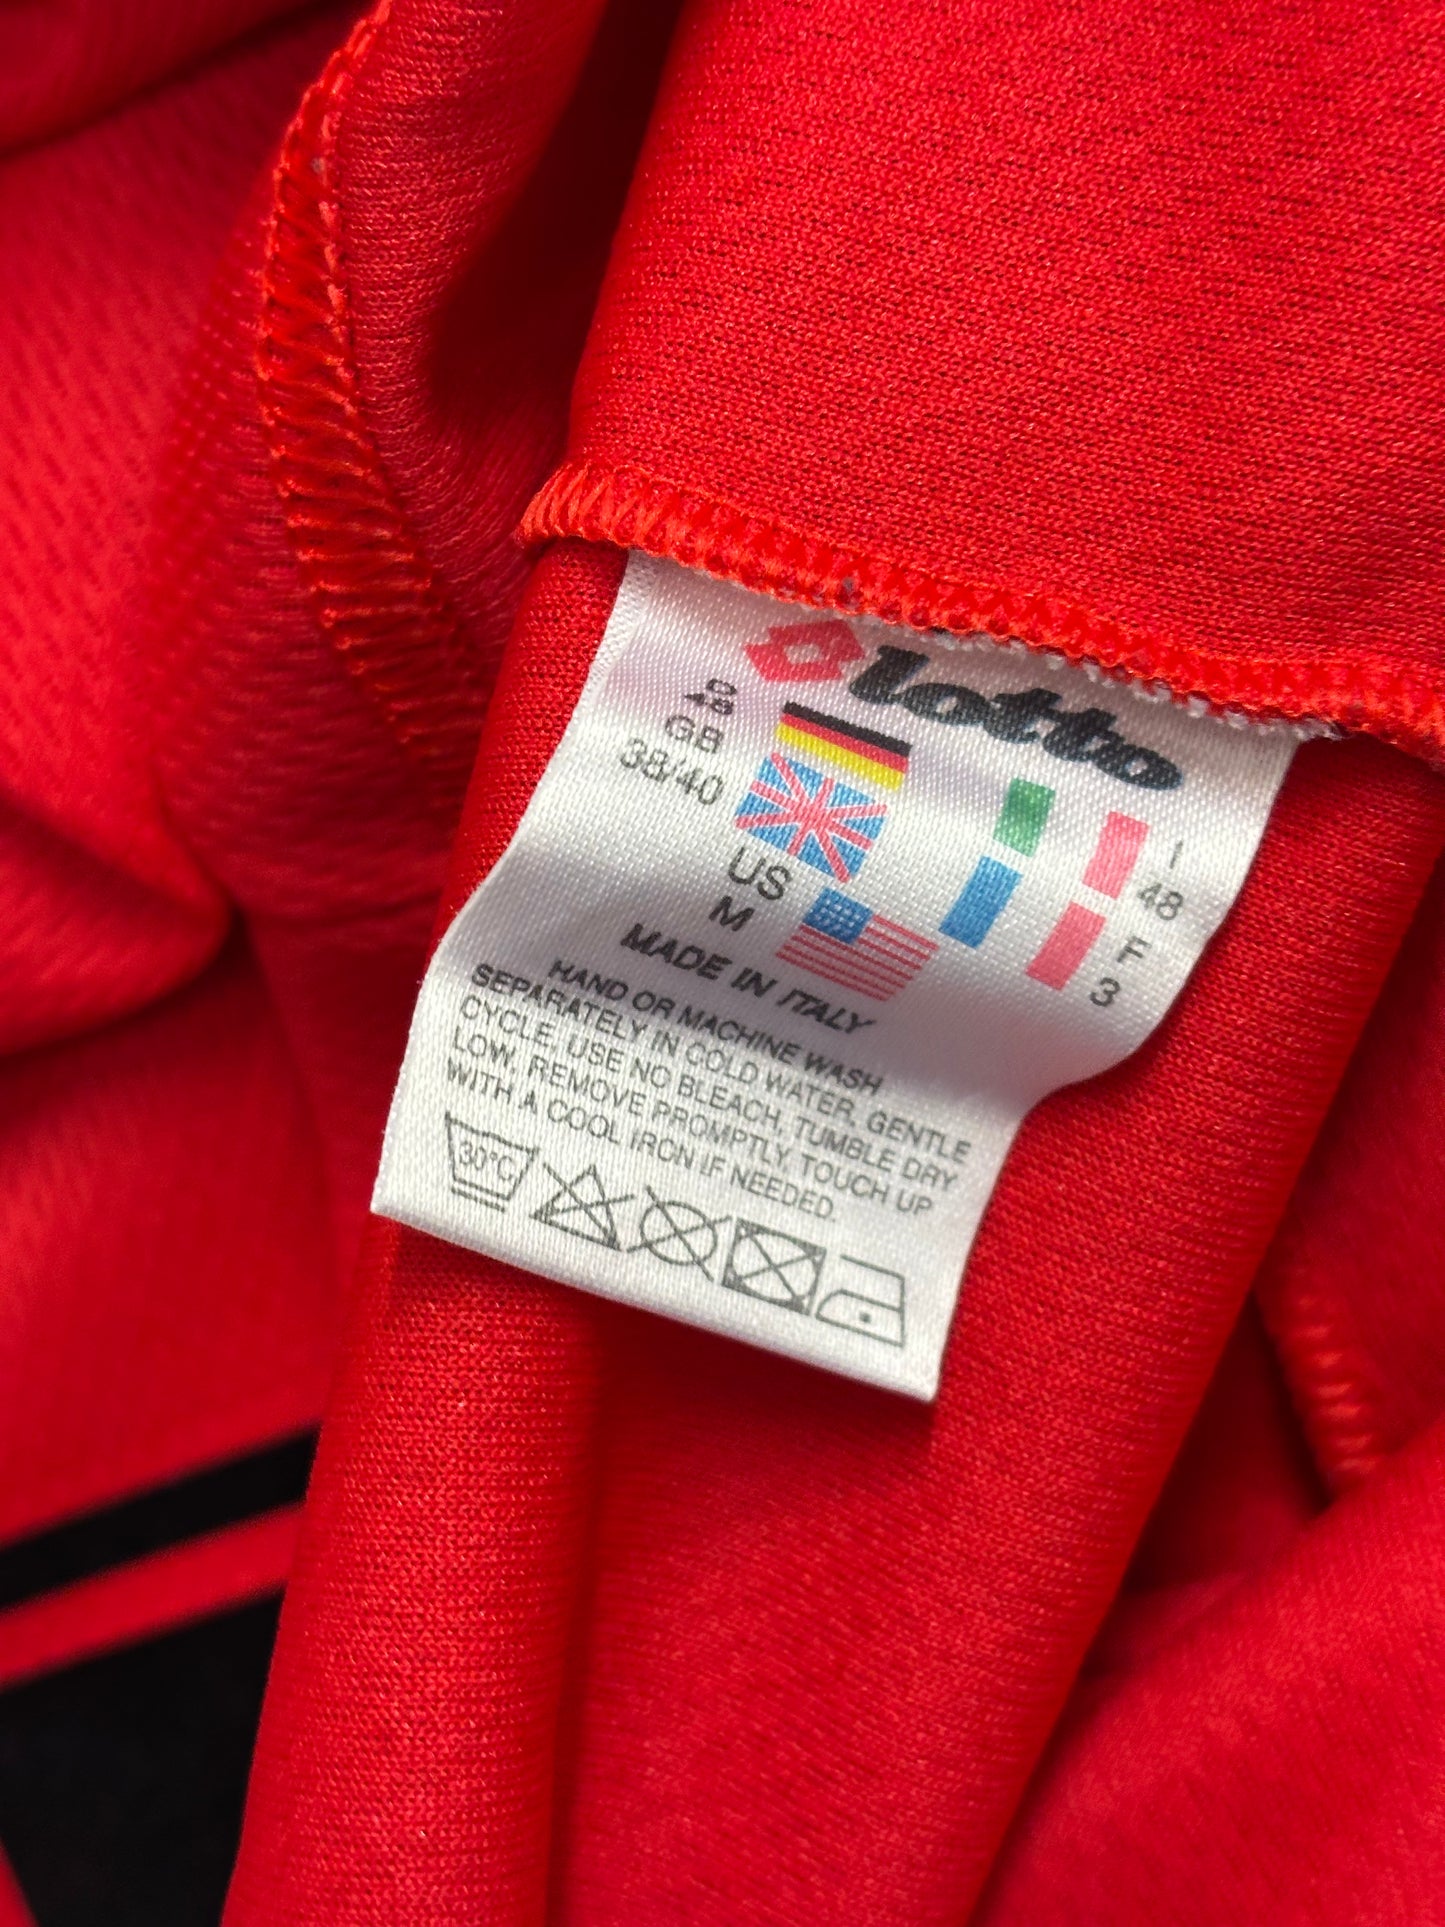 lotto
D
48
GB
38/40
US
M
I
48
F
3
MADE IN ITALY
HAND OR MACHINE WASH
SEPARATELY IN COLD WATER, GENTLE
CYCLE, USE NO BLEACH, TUMBLE DRY
LOW, REMOVE PROMPTLY, TOUCH UP
WITH A COOL IRON IF NEEDED.
30°C